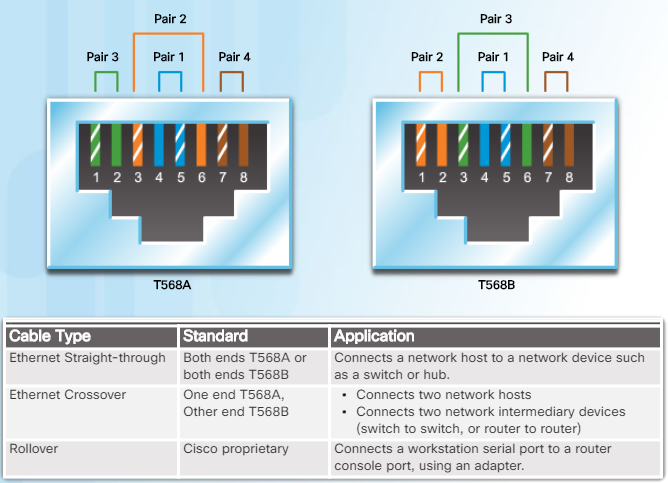 Pair 2
Pair 3 Pair 1 Pair 4
1 2 3 4 5 6 7 8
T568A
Pair 3
Pair 2 Pair 1 Pair 4
1 2 3 4 5 6 7 8
T568B
Cable Type Standard Application
Ethernet Straight-through
Both ends T568A or
both ends T568B
Connects a network host to a network device such
as a switch or hub.
Ethernet Crossover
One end T568A,
Other end T568B
• Connects two network hosts
• Connects two network intermediary devices
(switch to switch, or router to router)
Rollover
Cisco proprietary
Connects a workstation serial port to a router
console port, using an adapter.